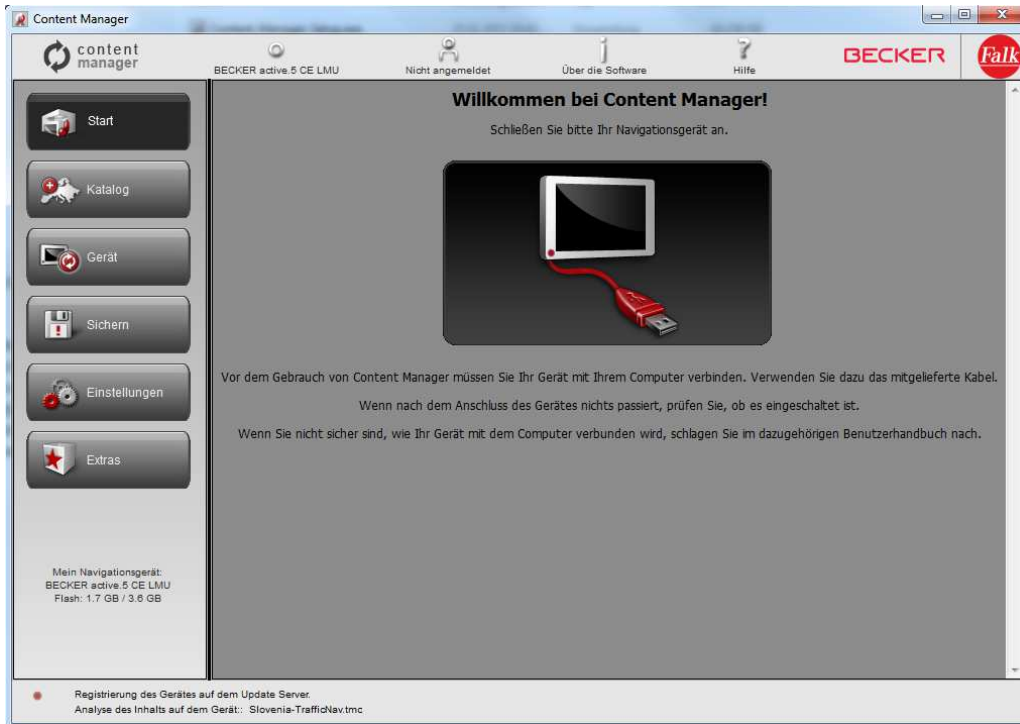 Content Manager
content
manager
BECKER active.5 CE LMU
Nicht angemeldet
Über die Software
Hilfe
BECKER
Falk
Start
Katalog
Gerät
Sichern
Einstellungen
Extras
Mein Navigationsgerät:
BECKER active.5 CE LMU
Flash: 1.7 GB / 3.6 GB
Willkommen bei Content Manager!
Schließen Sie bitte Ihr Navigationsgerät an.
Vor dem Gebrauch von Content Manager müssen Sie Ihr Gerät mit Ihrem Computer verbinden. Verwenden Sie dazu das mitgelieferte Kabel.
Wenn nach dem Anschluss des Gerätes nichts passiert, prüfen Sie, ob es eingeschaltet ist.
Wenn Sie nicht sicher sind, wie Ihr Gerät mit dem Computer verbunden wird, schlagen Sie im dazugehörigen Benutzerhandbuch nach.
Registrierung des Gerätes auf dem Update Server.
Analyse des Inhalts auf dem Gerät:: Slovenia-TrafficNav.tmc